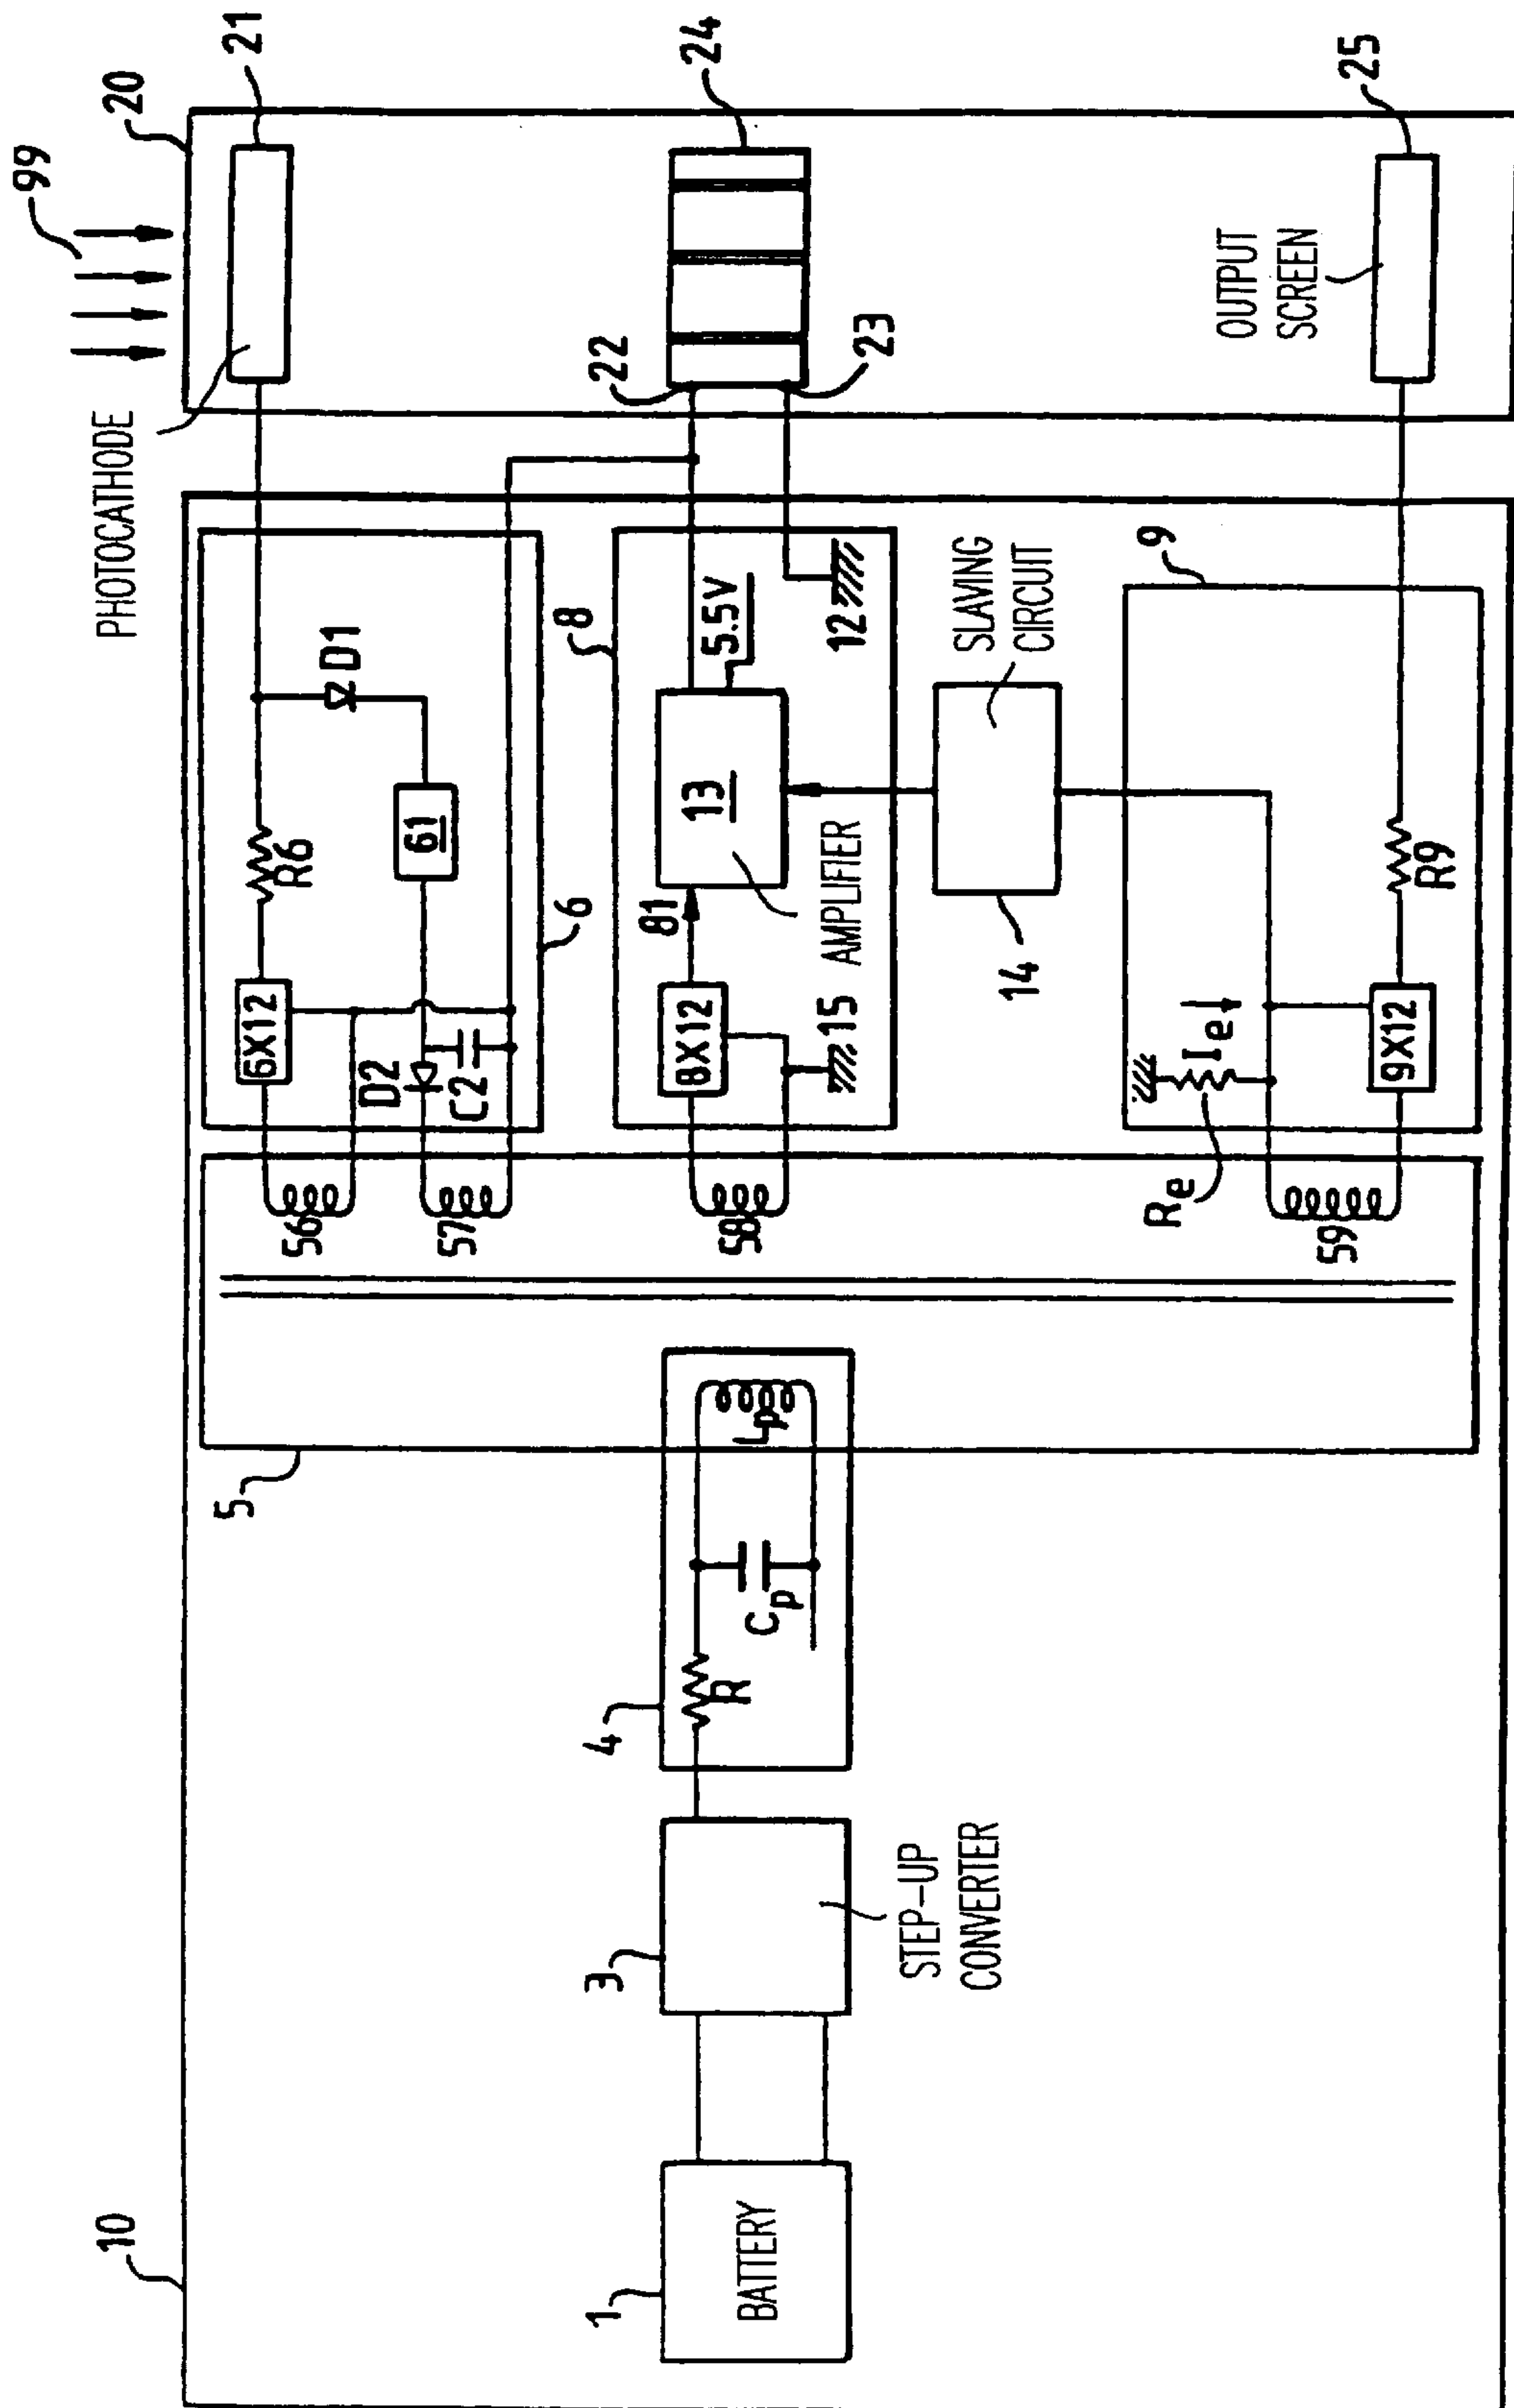 10
1
BATTERY
3
STEP-UP
CONVERTER
4
R
Cp
Lp
5
56
57
58
59
6X12
R6
D1
D2
C2
61
6
8X12
81
13
AMPLIFIER
5.5V
8
15
12
14
SLAVING
CIRCUIT
Re
Ie
9X12
R9
9
PHOTOCATHODE
99
20
21
22
23
24
OUTPUT
SCREEN
25